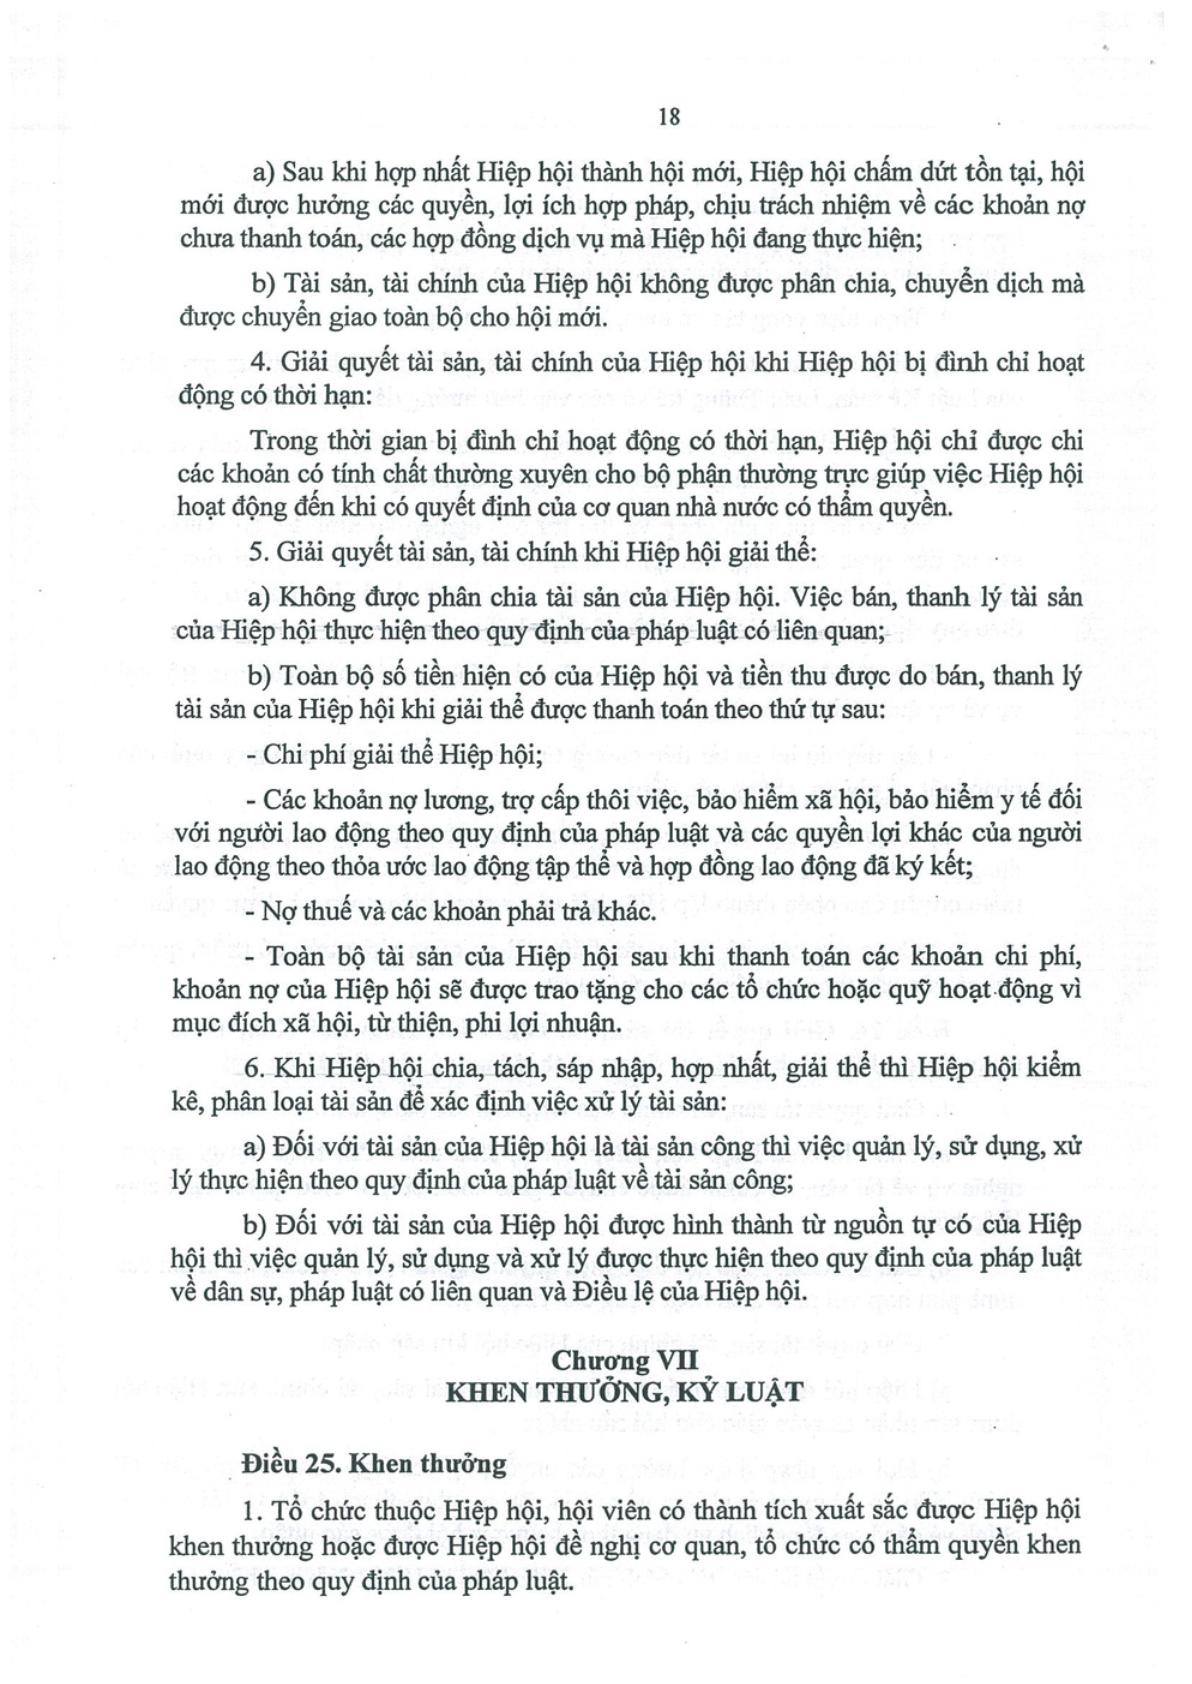 18
a) Sau khi hợp nhất Hiệp hội thành hội mới, Hiệp hội chấm dứt tồn tại, hội
mới được hưởng các quyền, lợi ích hợp pháp, chịu trách nhiệm về các khoản nợ
chưa thanh toán, các hợp đồng dịch vụ mà Hiệp hội đang thực hiện;
b) Tài sản, tài chính của Hiệp hội không được phân chia, chuyển dịch mà
được chuyển giao toàn bộ cho hội mới.
4. Giải quyết tài sản, tài chính của Hiệp hội khi Hiệp hội bị đình chỉ hoạt
động có thời hạn:
Trong thời gian bị đình chỉ hoạt động có thời hạn, Hiệp hội chỉ được chi
các khoản có tính chất thường xuyên cho bộ phận thường trực giúp việc Hiệp hội
hoạt động đến khi có quyết định của cơ quan nhà nước có thẩm quyền.
5. Giải quyết tài sản, tài chính khi Hiệp hội giải thể:
a) Không được phân chia tài sản của Hiệp hội. Việc bán, thanh lý tài sản
của Hiệp hội thực hiện theo quy định của pháp luật có liên quan;
b) Toàn bộ số tiền hiện có của Hiệp hội và tiền thu được do bán, thanh lý
tài sản của Hiệp hội khi giải thể được thanh toán theo thứ tự sau:
- Chi phí giải thể Hiệp hội;
- Các khoản nợ lương, trợ cấp thôi việc, bảo hiểm xã hội, bảo hiểm y tế đối
với người lao động theo quy định của pháp luật và các quyền lợi khác của người
lao động theo thỏa ước lao động tập thể và hợp đồng lao động đã ký kết;
- Nợ thuế và các khoản phải trả khác.
- Toàn bộ tài sản của Hiệp hội sau khi thanh toán các khoản chi phí,
khoản nợ của Hiệp hội sẽ được trao tặng cho các tổ chức hoặc quỹ hoạt động vì
mục đích xã hội, từ thiện, phi lợi nhuận.
6. Khi Hiệp hội chia, tách, sáp nhập, hợp nhất, giải thể thì Hiệp hội kiểm
kê, phân loại tài sản để xác định việc xử lý tài sản:
a) Đối với tài sản của Hiệp hội là tài sản công thì việc quản lý, sử dụng, xử
lý thực hiện theo quy định của pháp luật về tài sản công;
b) Đối với tài sản của Hiệp hội được hình thành từ nguồn tự có của Hiệp
hội thì việc quản lý, sử dụng và xử lý được thực hiện theo quy định của pháp luật
về dân sự, pháp luật có liên quan và Điều lệ của Hiệp hội.
Chương VII
KHEN THƯỞNG, KỶ LUẬT
Điều 25. Khen thưởng
1. Tổ chức thuộc Hiệp hội, hội viên có thành tích xuất sắc được Hiệp hội
khen thưởng hoặc được Hiệp hội đề nghị cơ quan, tổ chức có thẩm quyền khen
thưởng theo quy định của pháp luật.